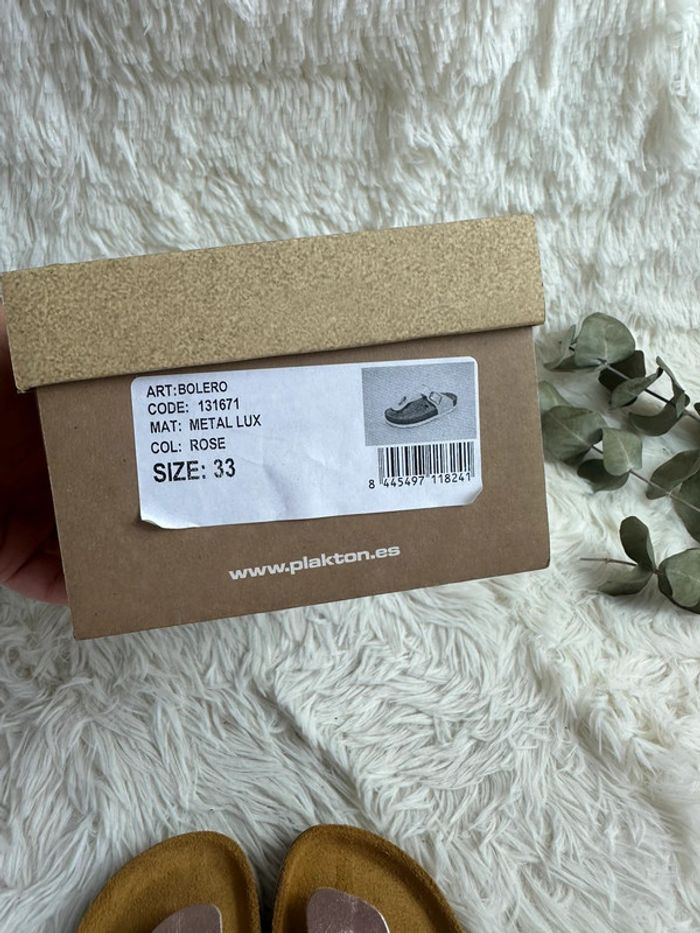 ART:BOLERO
CODE: 131671
MAT: METAL LUX
COL: ROSE
SIZE: 33
8 445497 118241
www.plakton.es